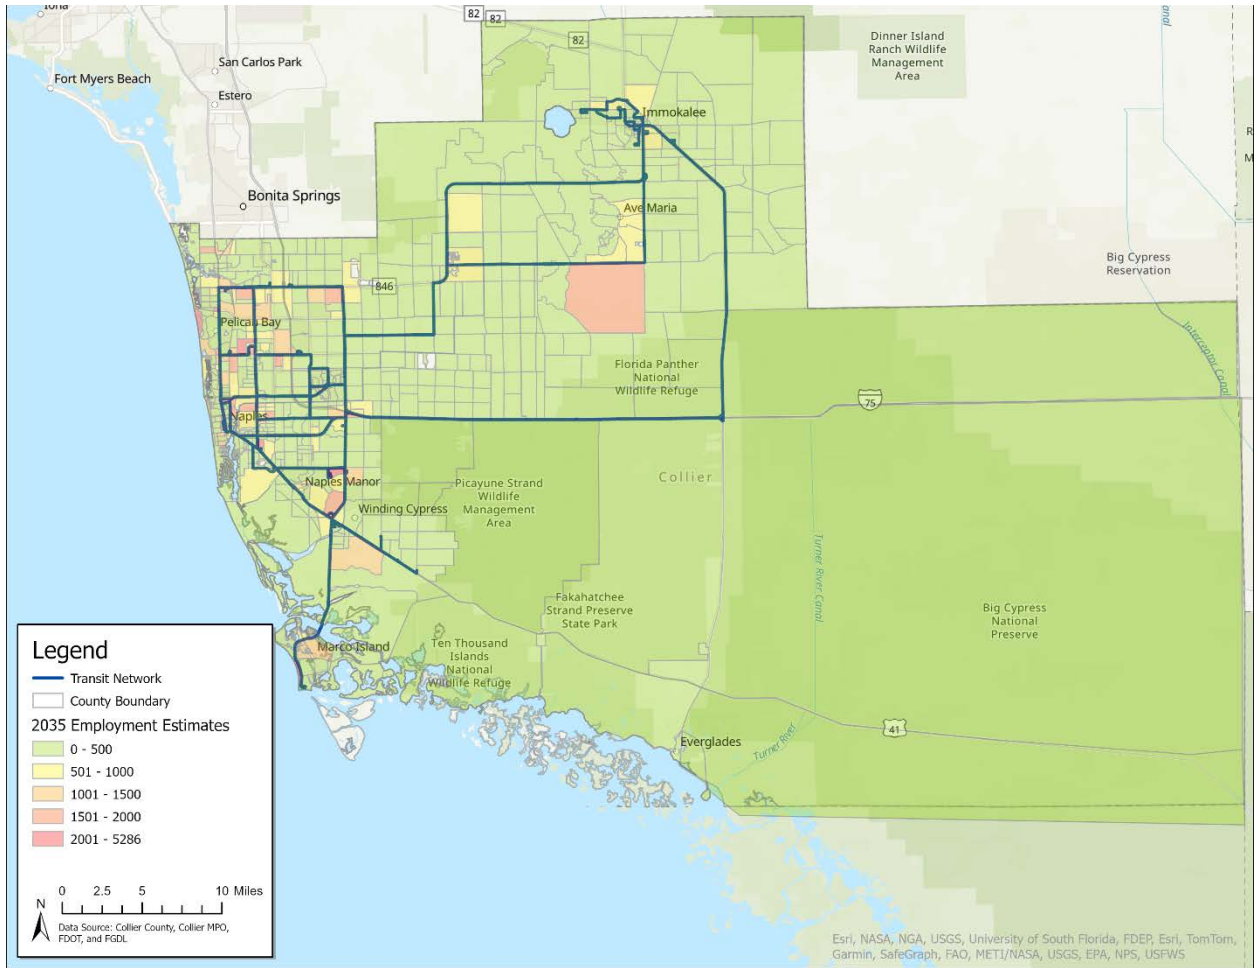 Iona
82
82
82
Dinner Island
Ranch Wildlife
Management
Area
San Carlos Park
Fort Myers Beach
Estero
Immokalee
Bonita Springs
Ave Maria
Big Cypress
Reservation
846
Pelican Bay
Interceptor Canal
Florida Panther
National
Wildlife Refuge
75
Naples
Collier
Naples Manor
Picayune Strand
Wildlife
Management
Area
Winding Cypress
Turner River Canal
Fakahatchee
Strand Preserve
State Park
Big Cypress
National
Preserve
Marco Island
Ten Thousand
Islands
National
Wildlife Refuge
41
Everglades
Turner River
Legend
Transit Network
County Boundary
2035 Employment Estimates
0 - 500
501 - 1000
1001 - 1500
1501 - 2000
2001 - 5286
0 2.5 5 10 Miles
N
Data Source: Collier County, Collier MPO,
FDOT, and FGDL
Esri, NASA, NGA, USGS, University of South Florida, FDEP, Esri, TomTom,
Garmin, SafeGraph, FAO, METI/NASA, USGS, EPA, NPS, USFWS